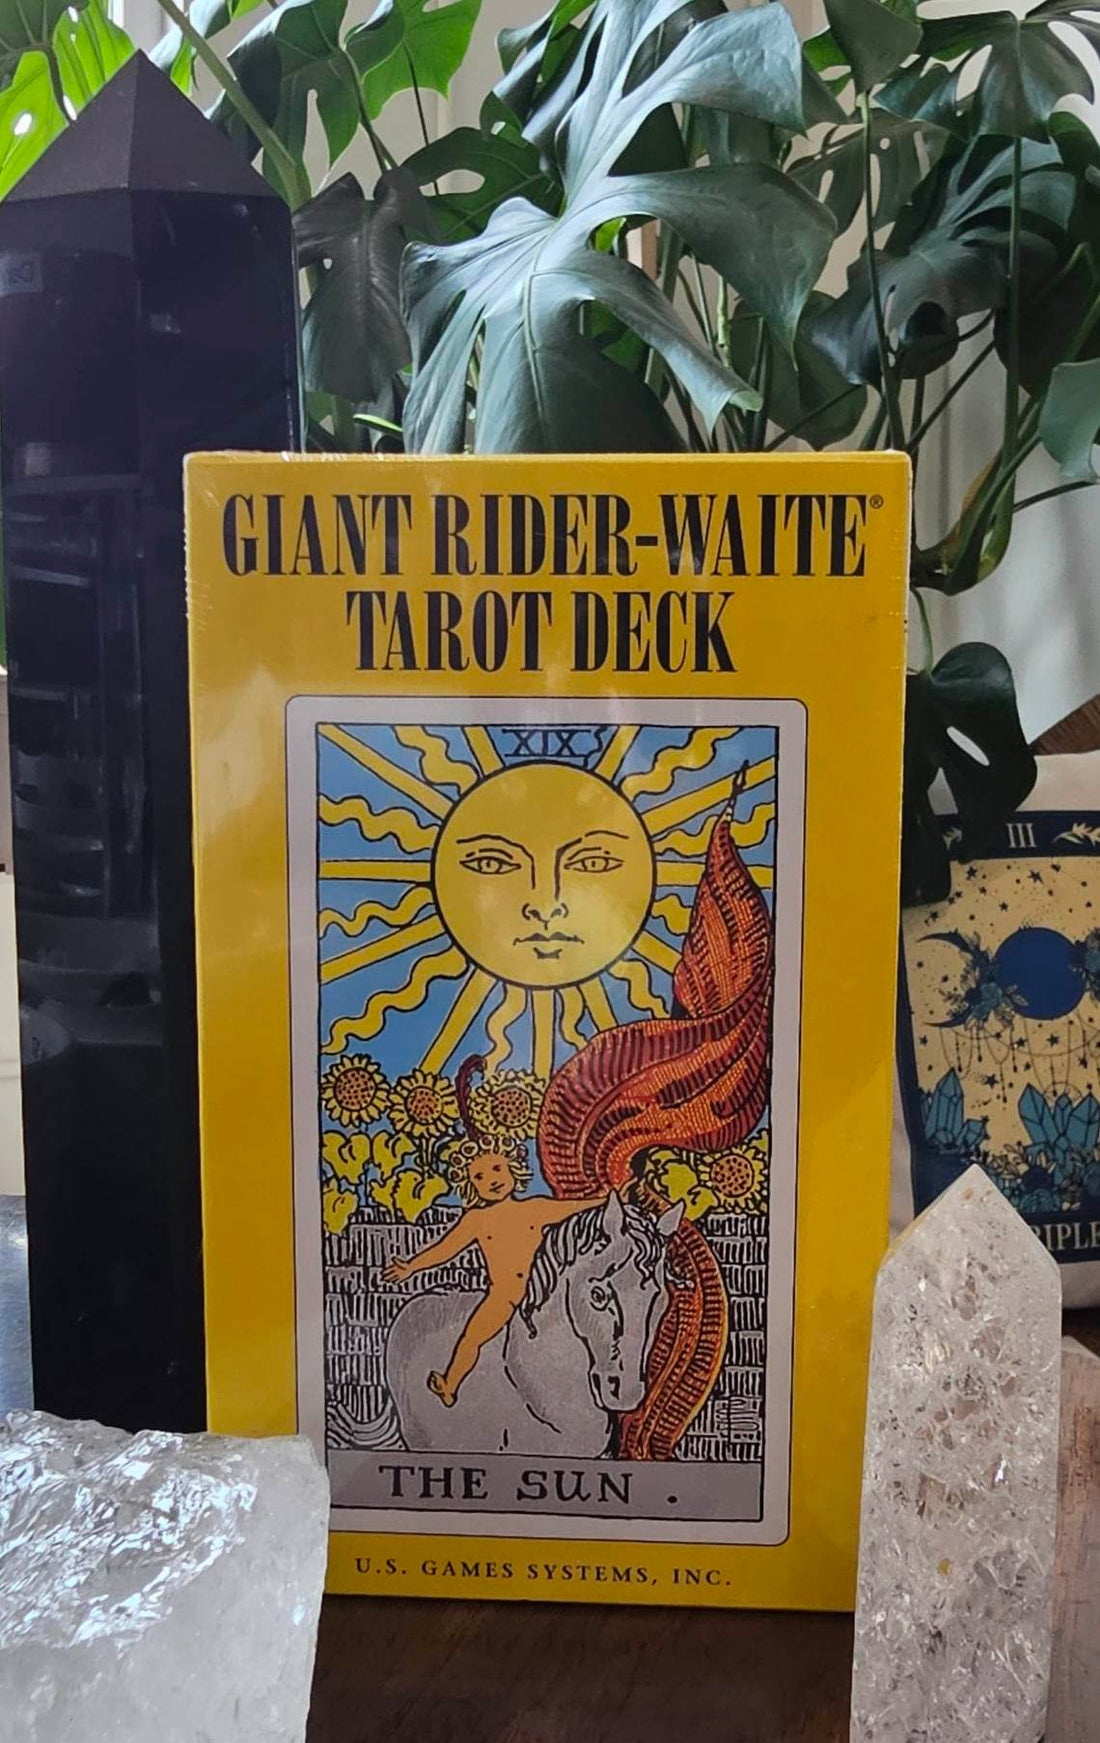 GIANT RIDER-WAITE®
TAROT DECK
XIX
THE SUN .
U.S. GAMES SYSTEMS, INC.
III